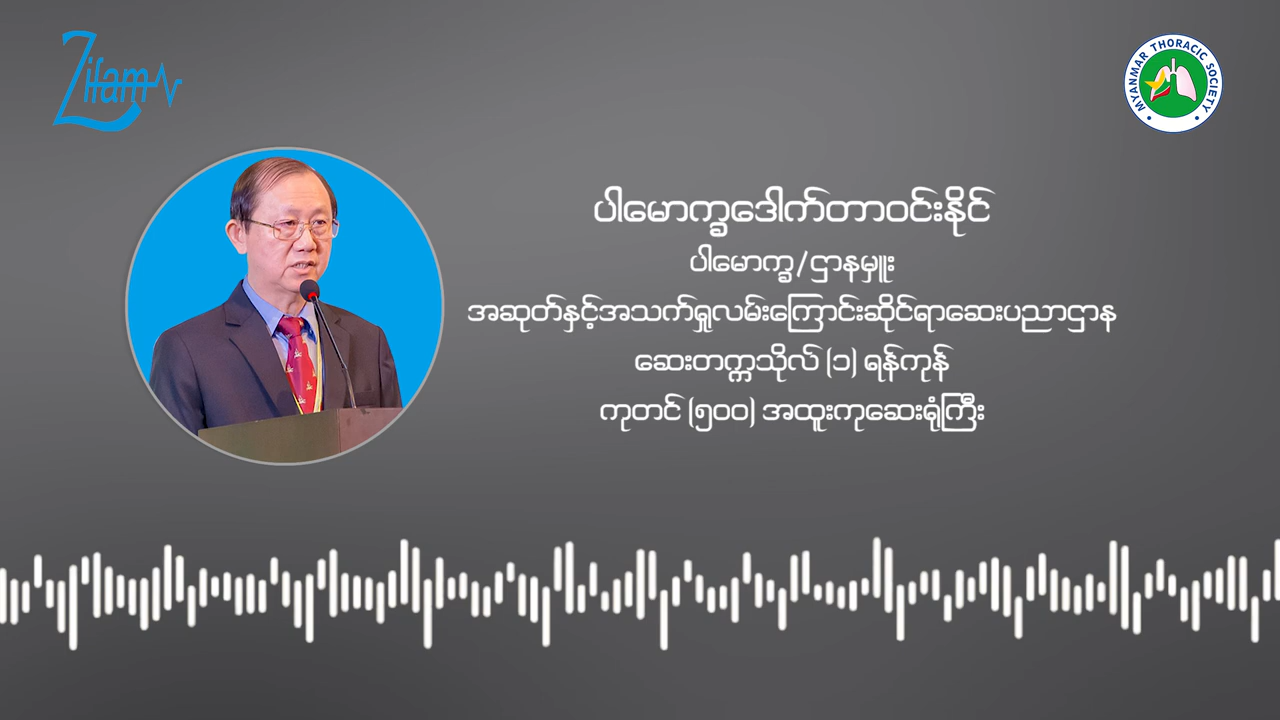 Zifam
MYANMAR THORACIC SOCIETY
ပါမောက္ခဒေါက်တာဝင်းနိုင်
ပါမောက္ခ/ဌာနမှူး
အဆုတ်နှင့်အသက်ရှုလမ်းကြောင်းဆိုင်ရာဆေးပညာဌာန
ဆေးတက္ကသိုလ် (၁) ရန်ကုန်
ကုတင် (၅၀၀) အထူးကုဆေးရုံကြီး